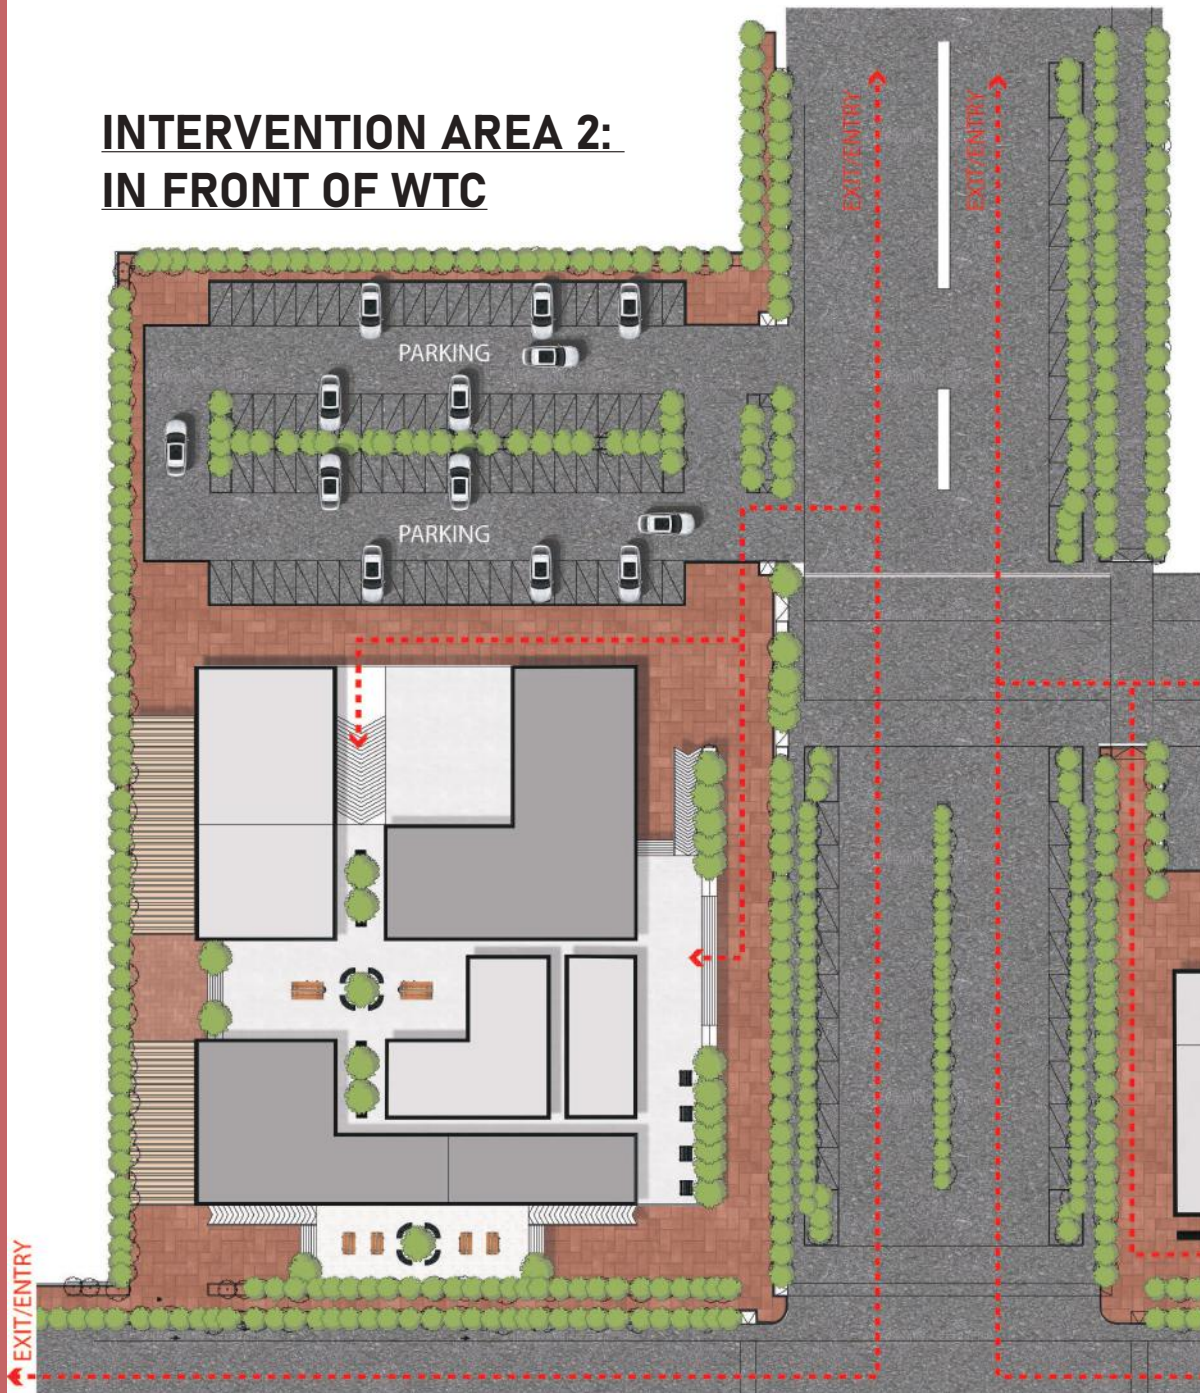 INTERVENTION AREA 2:
IN FRONT OF WTC
EXIT/ENTRY
EXIT/ENTRY
PARKING
PARKING
EXIT/ENTRY